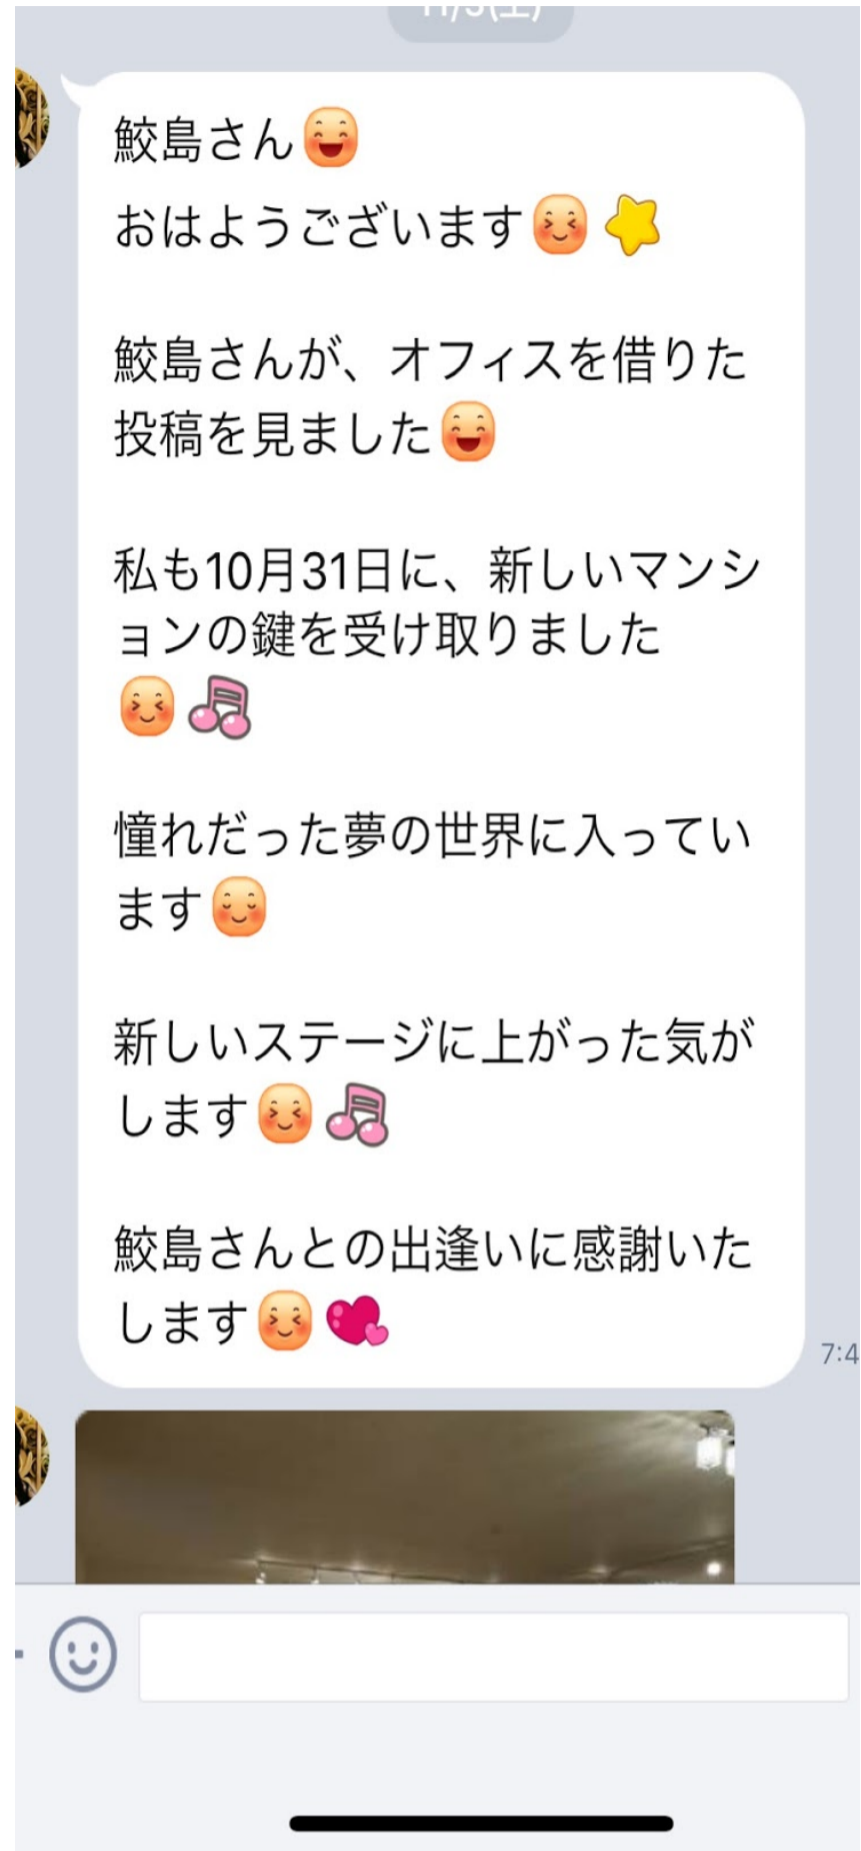 鮫島さん
おはようございます
鮫島さんが、オフィスを借りた
投稿を見ました
私も10月31日に、新しいマンシ
ョンの鍵を受け取りました
憧れだった夢の世界に入ってい
ます
新しいステージに上がった気が
します
鮫島さんとの出逢いに感謝いた
します
7:4